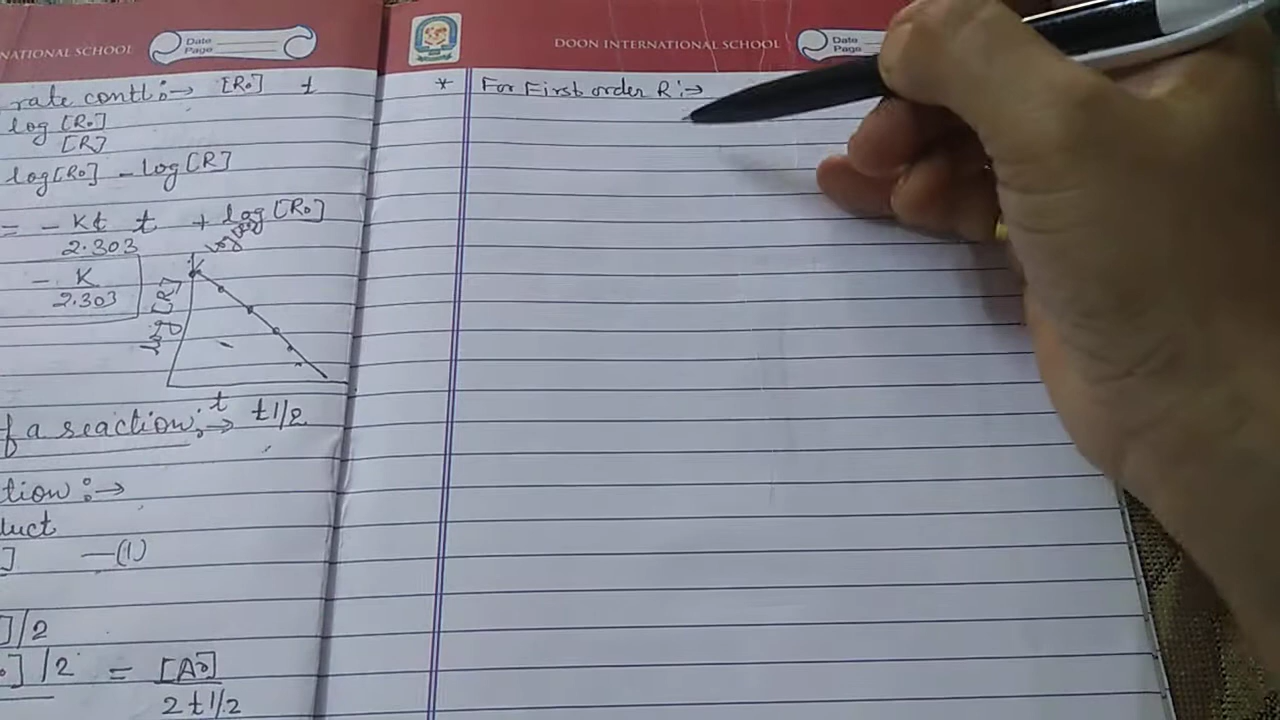 NATIONAL SCHOOL
Date
Page
rate contt :→ [R₀] t
log [R₀]
[R]
log[R₀] - log[R]
= - Kt t + log [R₀]
2.303
- K
2.303
[R]
t
f a reaction :→ t1/2
tion :→
duct
] —(1)
]/2
₀] /2 = [A₀]
2 t1/2
DOON INTERNATIONAL SCHOOL
Date
Page
* For First order R :→